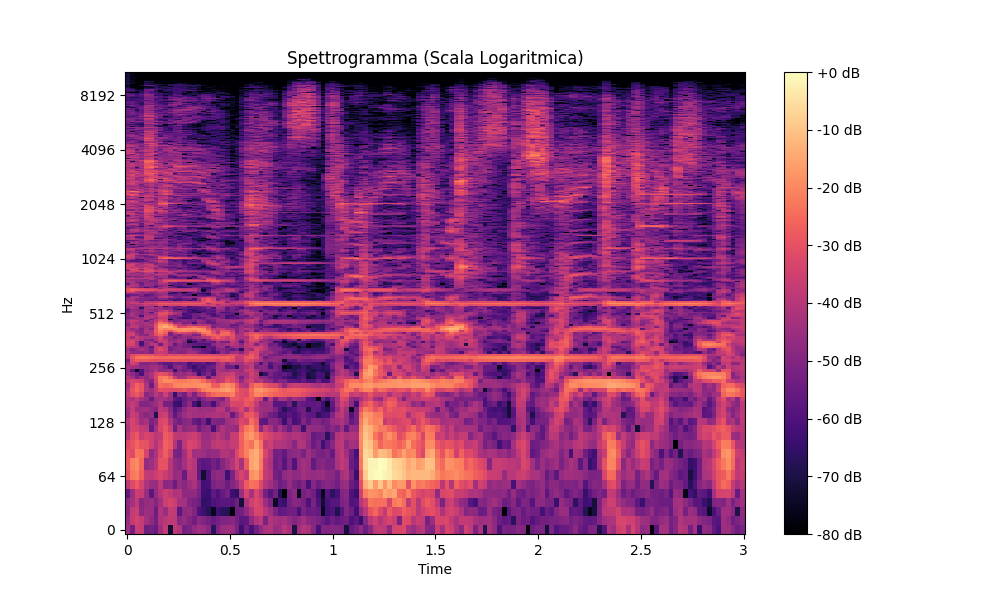 Spettrogramma (Scala Logaritmica)
Hz
8192
4096
2048
1024
512
256
128
64
0
0
0.5
1
1.5
2
2.5
3
Time
+0 dB
-10 dB
-20 dB
-30 dB
-40 dB
-50 dB
-60 dB
-70 dB
-80 dB